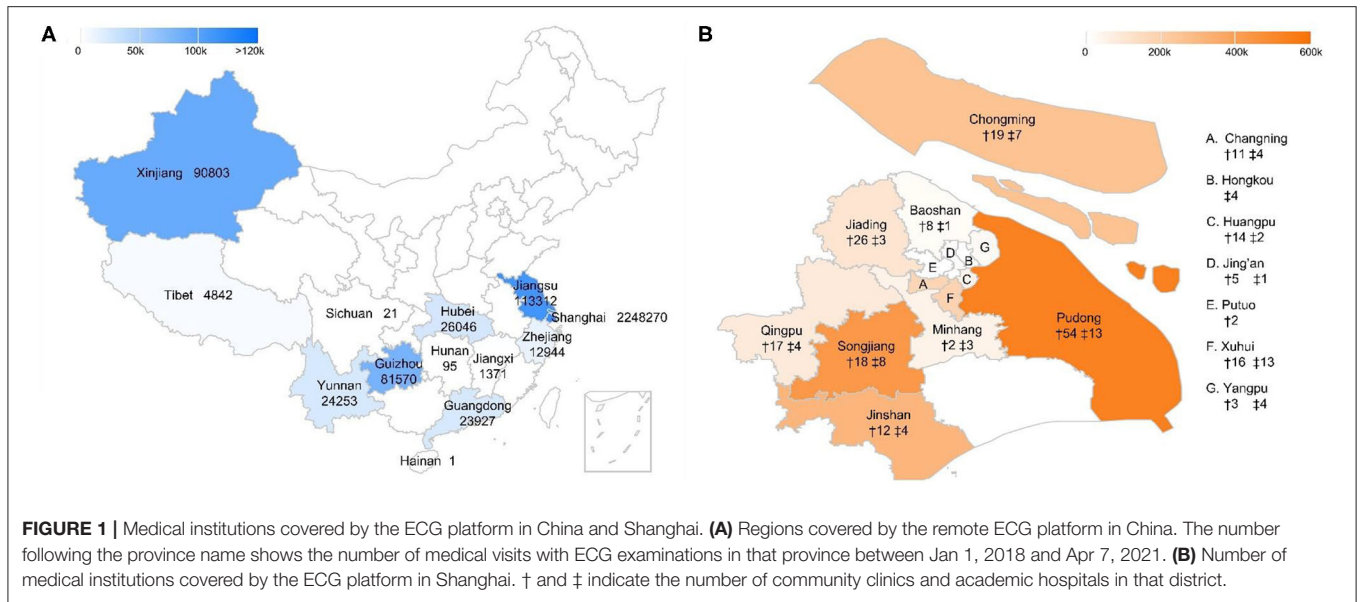 A
0 50k 100k >120k
Xinjiang 90803
Tibet 4842
Sichuan 21
Hubei
26046
Jiangsu
113312
Shanghai 2248270
Zhejiang
12944
Hunan
95
Jiangxi
1371
Guizhou
81570
Yunnan
24253
Guangdong
23927
Hainan 1
B
0 200k 400k 600k
Chongming
†19 ‡7
Baoshan
†8 ‡1
Jiading
†26 ‡3
D
G
B
E
C
A
F
Qingpu
†17 ‡4
Songjiang
†18 ‡8
Minhang
†2 ‡3
Pudong
†54 ‡13
Jinshan
†12 ‡4
A. Changning
†11 ‡4
B. Hongkou
‡4
C. Huangpu
†14 ‡2
D. Jing'an
†5 ‡1
E. Putuo
†2
F. Xuhui
†16 ‡13
G. Yangpu
†3 ‡4
FIGURE 1 | Medical institutions covered by the ECG platform in China and Shanghai. (A) Regions covered by the remote ECG platform in China. The number
following the province name shows the number of medical visits with ECG examinations in that province between Jan 1, 2018 and Apr 7, 2021. (B) Number of
medical institutions covered by the ECG platform in Shanghai. † and ‡ indicate the number of community clinics and academic hospitals in that district.